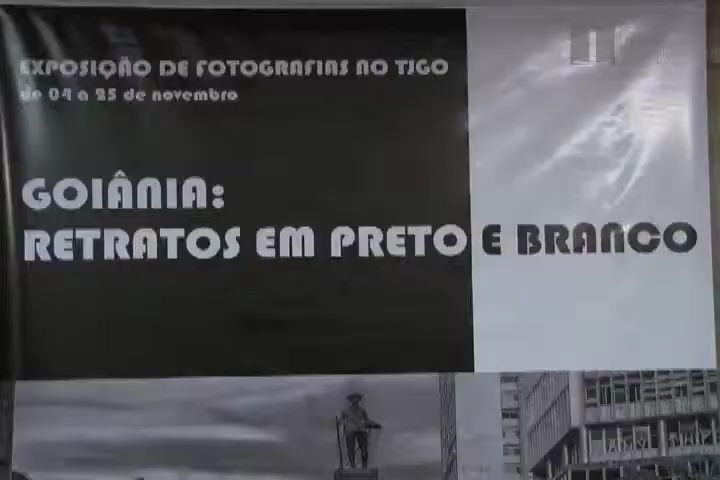 EXPOSIÇÃO DE FOTOGRAFIAS NO TJGO
de 04 a 25 de novembro
GOIÂNIA:
RETRATOS EM PRETO E BRANCO